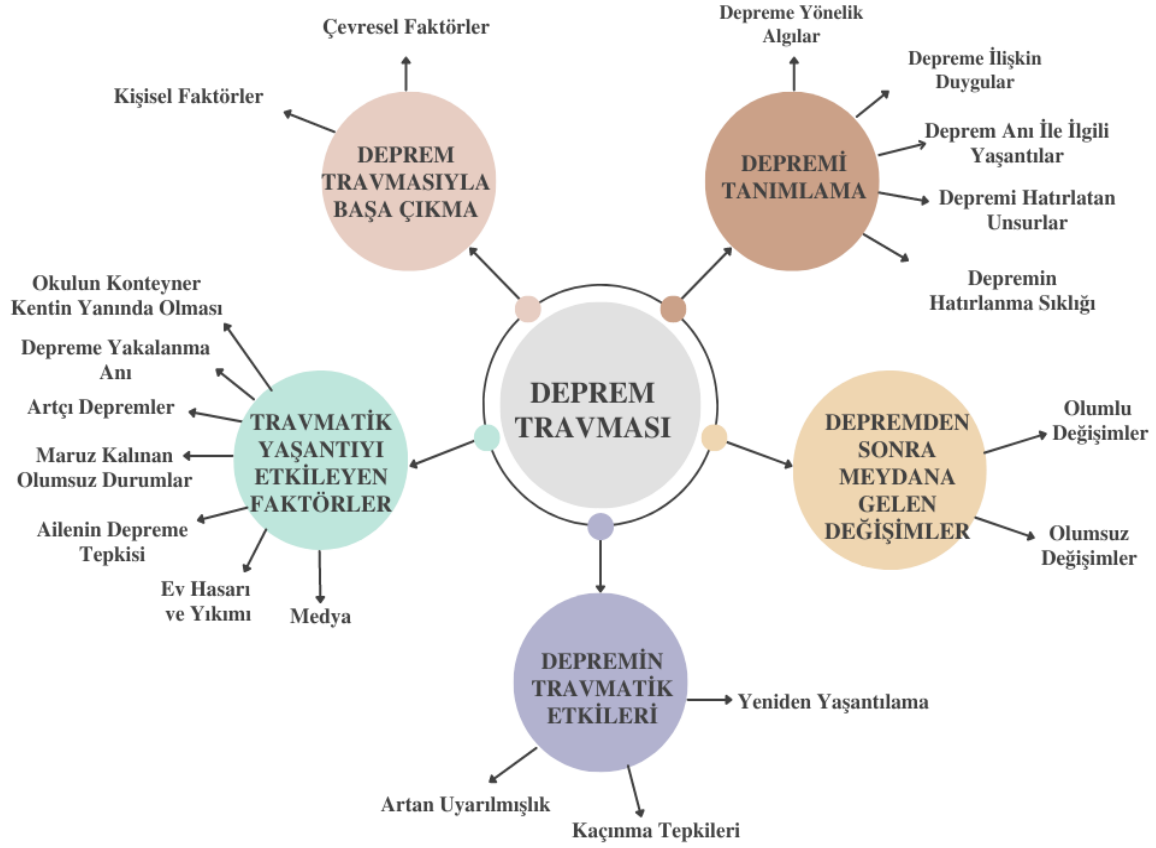 Çevresel Faktörler
Kişisel Faktörler
DEPREM
TRAVMASIYLA
BAŞA ÇIKMA
Depreme Yönelik
Algılar
Depreme İlişkin
Duygular
Deprem Anı İle İlgili
Yaşantılar
Depremi Hatırlatan
Unsurlar
Depremin
Hatırlanma Sıklığı
DEPREMİ
TANIMLAMA
DEPREM
TRAVMASI
Okulun Konteyner
Kentin Yanında Olması
Depreme Yakalanma
Anı
Artçı Depremler
Maruz Kalınan
Olumsuz Durumlar
Ailenin Depreme
Tepkisi
Ev Hasarı
ve Yıkımı
Medya
TRAVMATİK
YAŞANTIYI
ETKİLEYEN
FAKTÖRLER
DEPREMDEN
SONRA
MEYDANA
GELEN
DEĞİŞİMLER
Olumlu
Değişimler
Olumsuz
Değişimler
DEPREMİN
TRAVMATİK
ETKİLERİ
Yeniden Yaşantılama
Artan Uyarılmışlık
Kaçınma Tepkileri